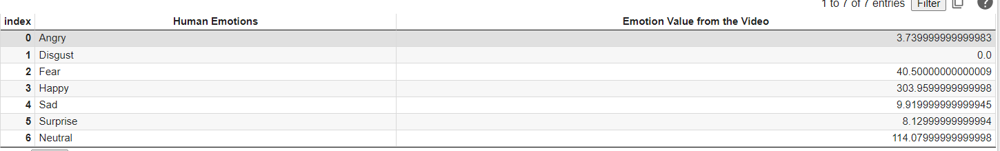 1 to 7 of 7 entries Filter ?
index Human Emotions Emotion Value from the Video
0 Angry 3.739999999999983
1 Disgust 0.0
2 Fear 40.50000000000009
3 Happy 303.9599999999998
4 Sad 9.919999999999945
5 Surprise 8.12999999999994
6 Neutral 114.07999999999998